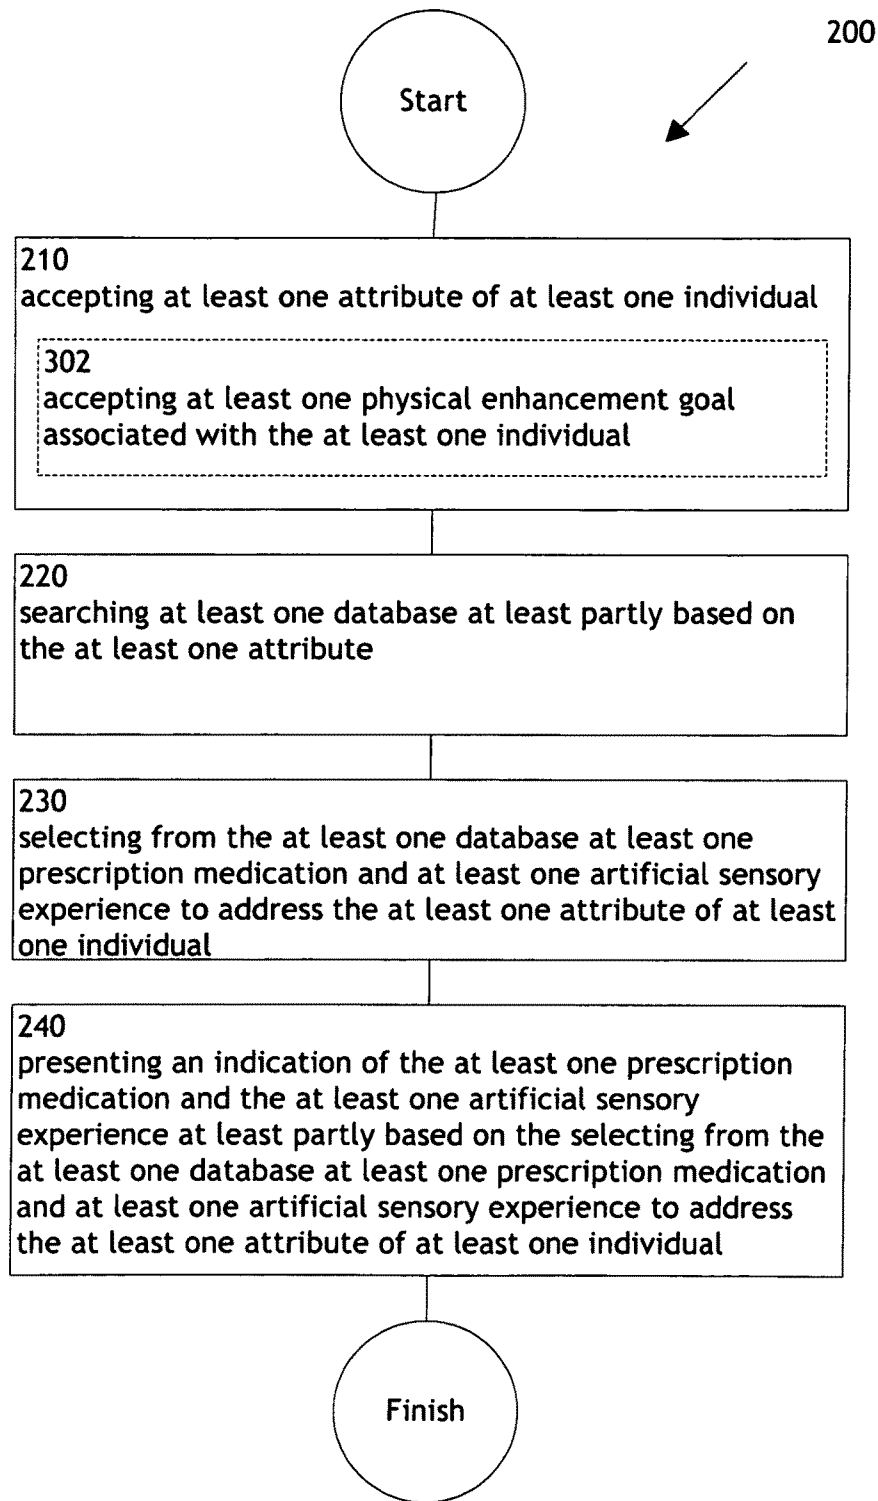 200
Start
210
accepting at least one attribute of at least one individual
302
accepting at least one physical enhancement goal
associated with the at least one individual
220
searching at least one database at least partly based on
the at least one attribute
230
selecting from the at least one database at least one
prescription medication and at least one artificial sensory
experience to address the at least one attribute of at least
one individual
240
presenting an indication of the at least one prescription
medication and the at least one artificial sensory
experience at least partly based on the selecting from the
at least one database at least one prescription medication
and at least one artificial sensory experience to address
the at least one attribute of at least one individual
Finish